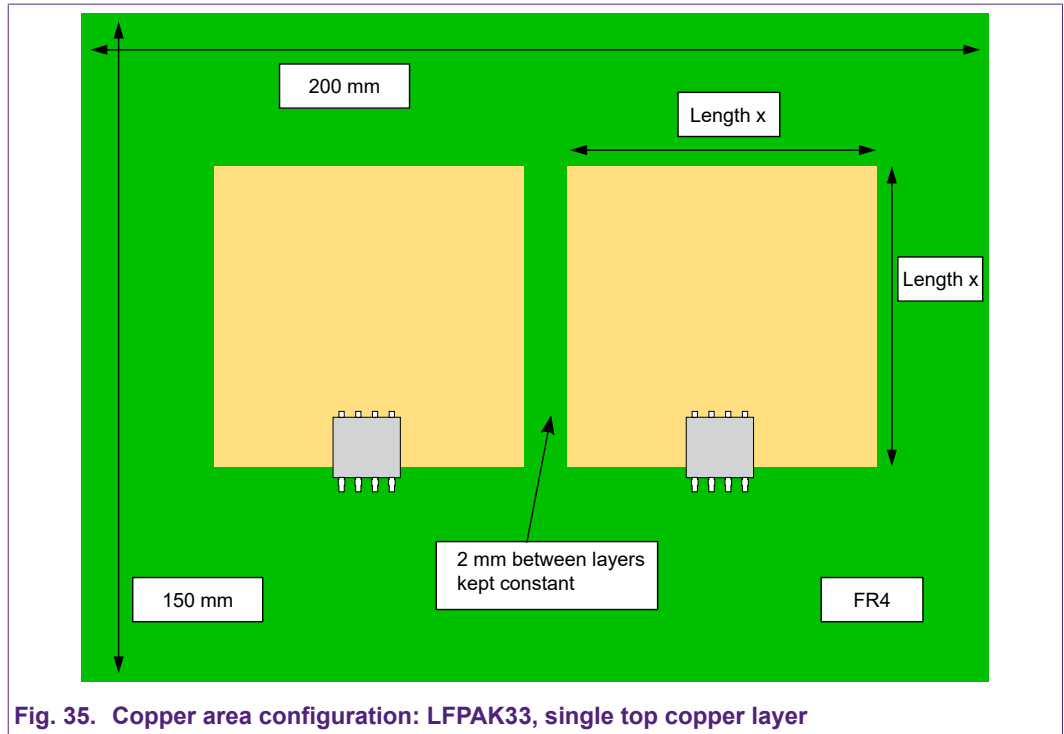 200 mm
Length x
Length x
2 mm between layers
kept constant
150 mm
FR4
Fig. 35. Copper area configuration: LFPAK33, single top copper layer